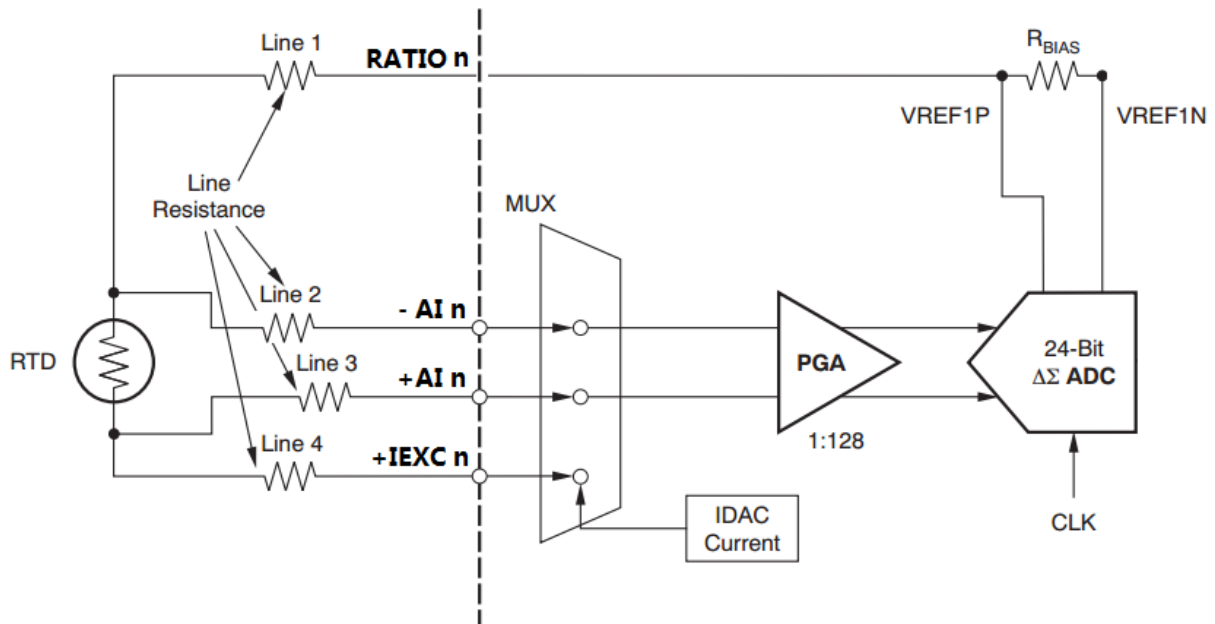 Line 1
RATIO n
R_BIAS
VREF1P
VREF1N
Line
Resistance
MUX
Line 2
- AI n
RTD
Line 3
+AI n
PGA
1:128
24-Bit
ΔΣ ADC
Line 4
+IEXC n
IDAC
Current
CLK